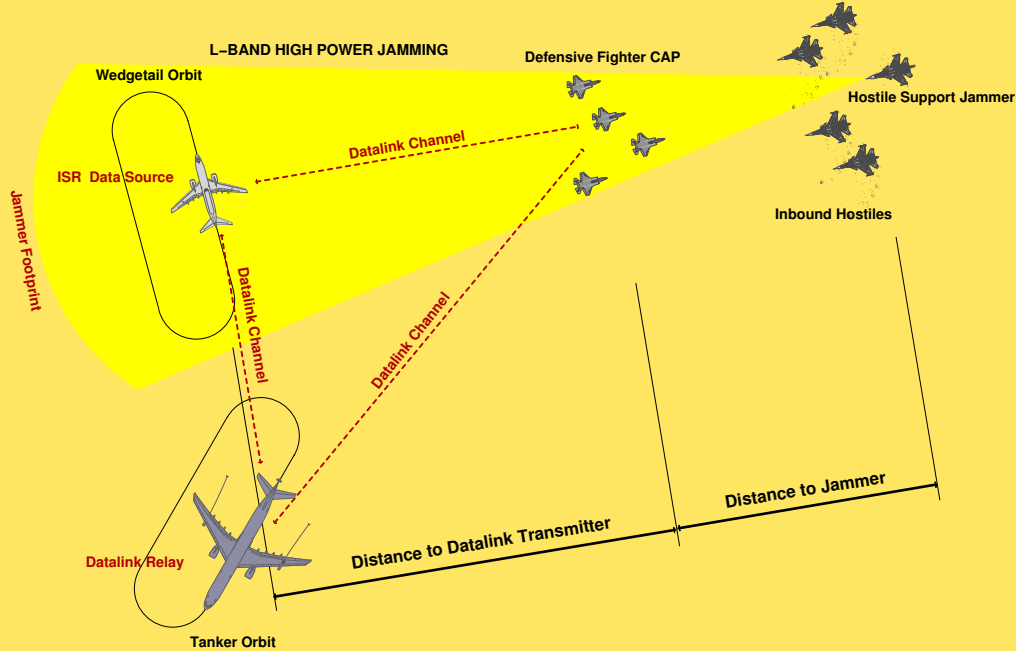 L−BAND HIGH POWER JAMMING
Defensive Fighter CAP
Wedgetail Orbit
Hostile Support Jammer
Datalink Channel
ISR Data Source
Jammer Footprint
Inbound Hostiles
Datalink Channel
Datalink Channel
Distance to Jammer
Distance to Datalink Transmitter
Datalink Relay
Tanker Orbit